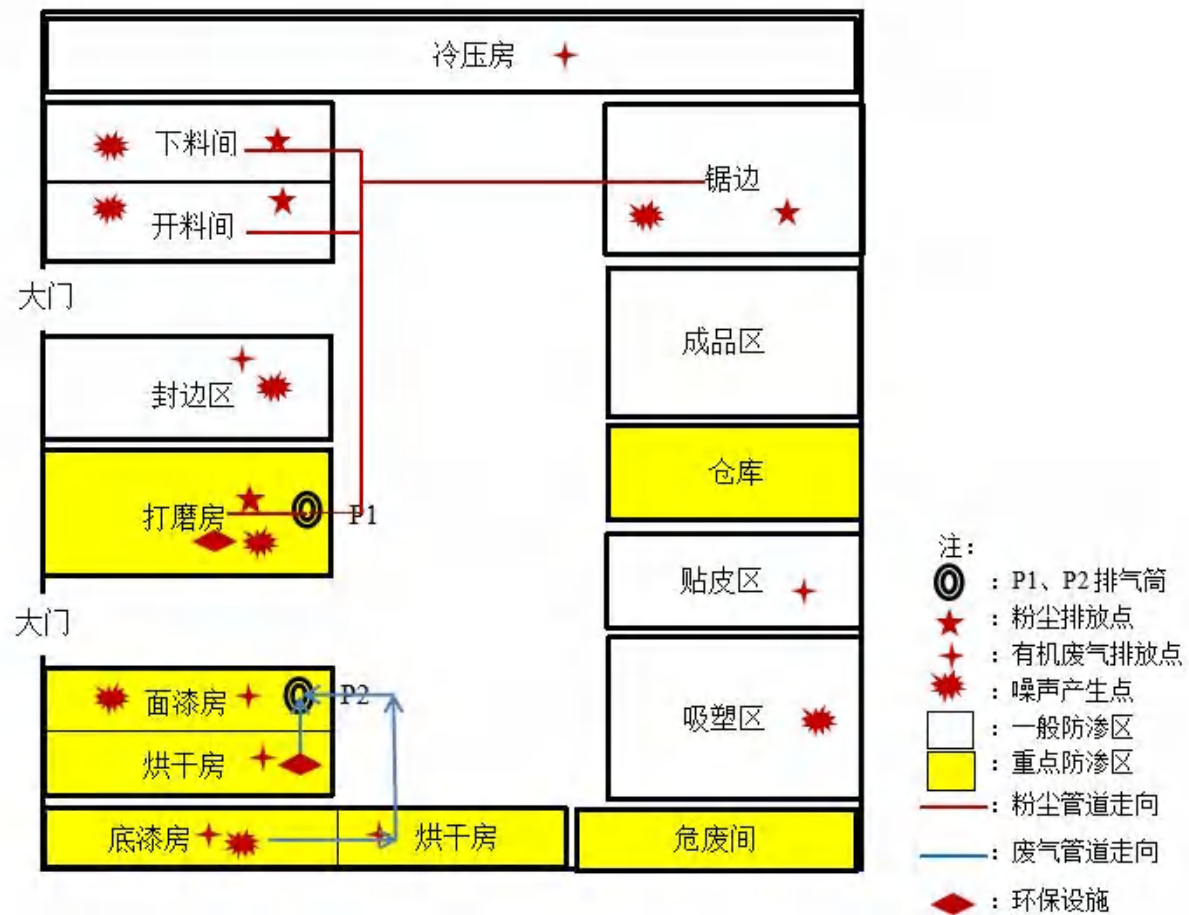 冷压房
下料间
锯边
开料间
大门
成品区
封边区
仓库
打磨房
P1
贴皮区
大门
面漆房
P2
吸塑区
烘干房
底漆房
烘干房
危废间
注：
：P1、P2排气筒
：粉尘排放点
：有机废气排放点
：噪声产生点
：一般防渗区
：重点防渗区
：粉尘管道走向
：废气管道走向
：环保设施